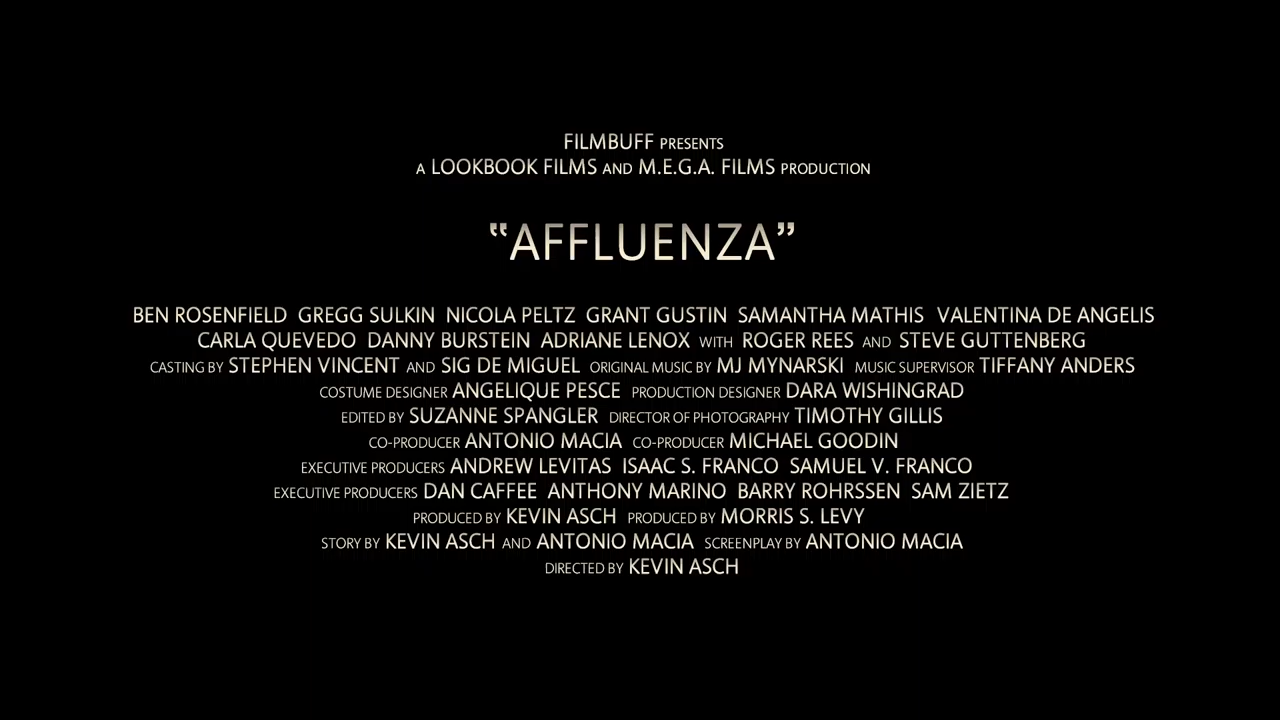 FILMBUFF PRESENTS
A LOOKBOOK FILMS AND M.E.G.A. FILMS PRODUCTION
“AFFLUENZA”
BEN ROSENFIELD GREGG SULKIN NICOLA PELTZ GRANT GUSTIN SAMANTHA MATHIS VALENTINA DE ANGELIS
CARLA QUEVEDO DANNY BURSTEIN ADRIANE LENOX WITH ROGER REES AND STEVE GUTTENBERG
CASTING BY STEPHEN VINCENT AND SIG DE MIGUEL ORIGINAL MUSIC BY MJ MYNARSKI MUSIC SUPERVISOR TIFFANY ANDERS
COSTUME DESIGNER ANGELIQUE PESCE PRODUCTION DESIGNER DARA WISHINGRAD
EDITED BY SUZANNE SPANGLER DIRECTOR OF PHOTOGRAPHY TIMOTHY GILLIS
CO-PRODUCER ANTONIO MACIA CO-PRODUCER MICHAEL GOODIN
EXECUTIVE PRODUCERS ANDREW LEVITAS ISAAC S. FRANCO SAMUEL V. FRANCO
EXECUTIVE PRODUCERS DAN CAFFEE ANTHONY MARINO BARRY ROHRSSEN SAM ZIETZ
PRODUCED BY KEVIN ASCH PRODUCED BY MORRIS S. LEVY
STORY BY KEVIN ASCH AND ANTONIO MACIA SCREENPLAY BY ANTONIO MACIA
DIRECTED BY KEVIN ASCH